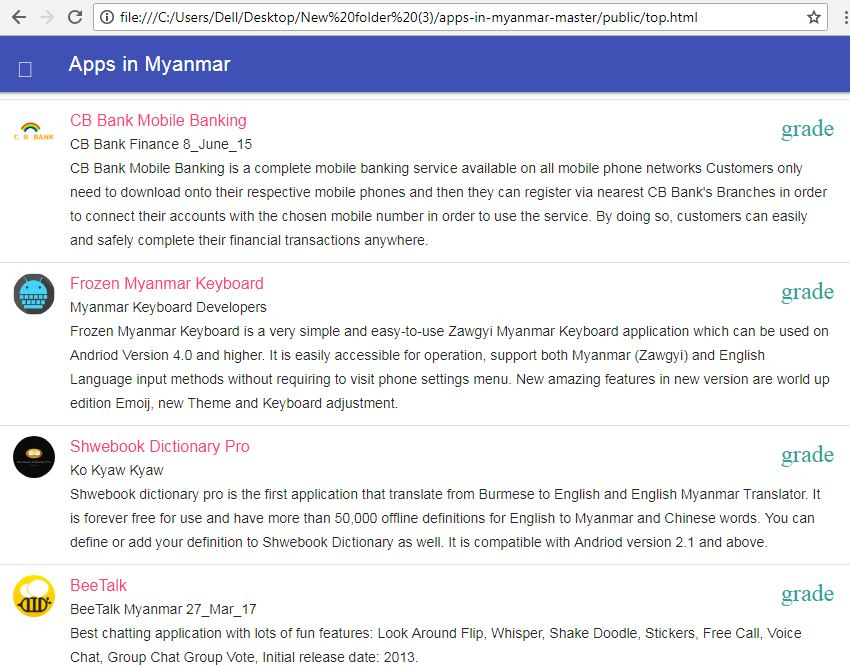 file:///C:/Users/Dell/Desktop/New%20folder%20(3)/apps-in-myanmar-master/public/top.html
Apps in Myanmar
C B BANK
CB Bank Mobile Banking
grade
CB Bank Finance 8_June_15
CB Bank Mobile Banking is a complete mobile banking service available on all mobile phone networks Customers only
need to download onto their respective mobile phones and then they can register via nearest CB Bank's Branches in order
to connect their accounts with the chosen mobile number in order to use the service. By doing so, customers can easily
and safely complete their financial transactions anywhere.
Frozen Myanmar Keyboard
grade
Myanmar Keyboard Developers
Frozen Myanmar Keyboard is a very simple and easy-to-use Zawgyi Myanmar Keyboard application which can be used on
Andriod Version 4.0 and higher. It is easily accessible for operation, support both Myanmar (Zawgyi) and English
Language input methods without requiring to visit phone settings menu. New amazing features in new version are world up
edition Emoij, new Theme and Keyboard adjustment.
Shwebook Dictionary Pro
grade
Ko Kyaw Kyaw
Shwebook dictionary pro is the first application that translate from Burmese to English and English Myanmar Translator. It
is forever free for use and have more than 50,000 offline definitions for English to Myanmar and Chinese words. You can
define or add your definition to Shwebook Dictionary as well. It is compatible with Andriod version 2.1 and above.
BeeTalk
grade
BeeTalk Myanmar 27_Mar_17
Best chatting application with lots of fun features: Look Around Flip, Whisper, Shake Doodle, Stickers, Free Call, Voice
Chat, Group Chat Group Vote, Initial release date: 2013.